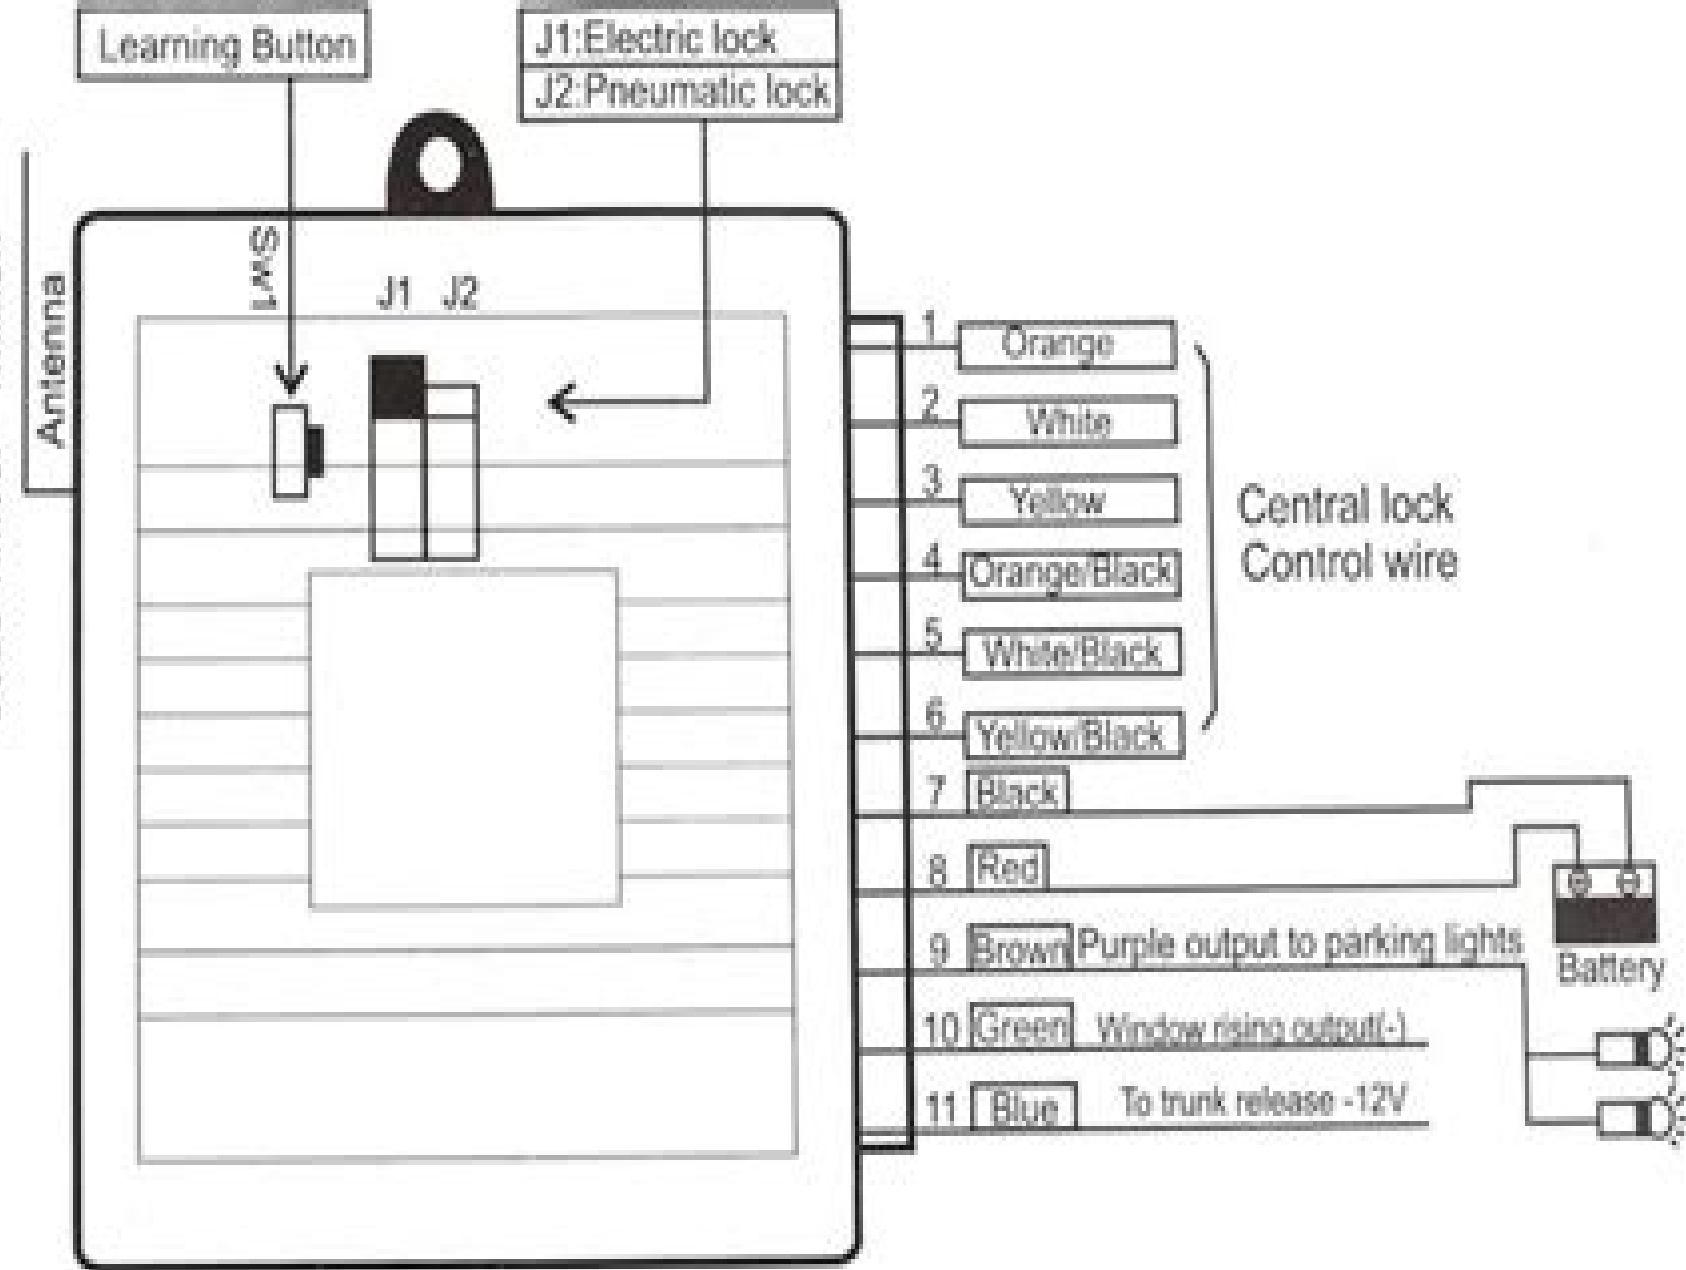 Learning Button
J1:Electric lock
J2:Pneumatic lock
Antenna
SW1
J1 J2
1 Orange
2 White
3 Yellow
4 Orange/Black
5 White/Black
6 Yellow/Black
Central lock
Control wire
7 Black
8 Red
9 Brown Purple output to parking lights
Battery
10 Green Window rising output(-)
11 Blue To trunk release -12V